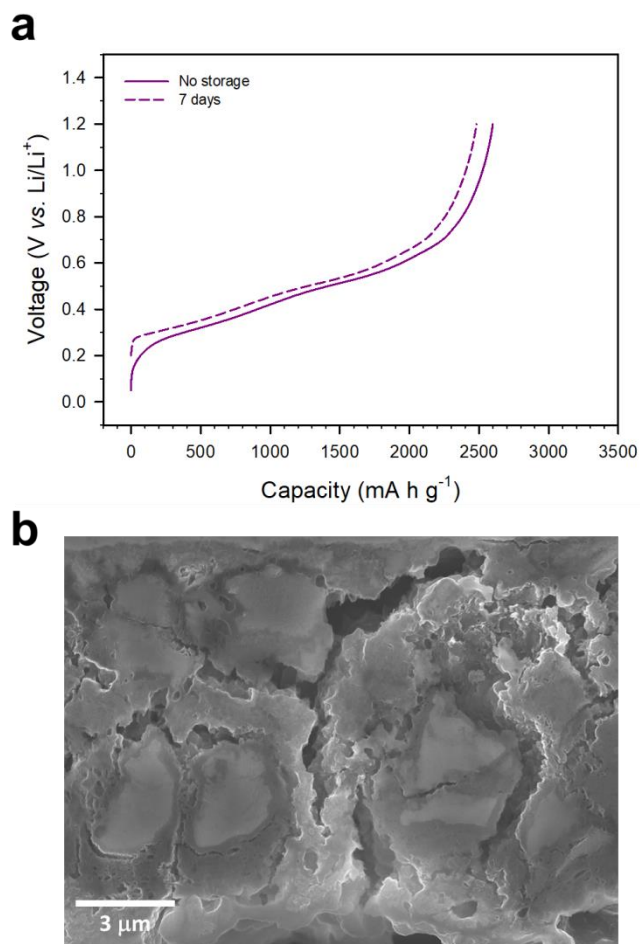 a
No storage
7 days
1.4
1.2
1.0
0.8
0.6
0.4
0.2
0.0
Voltage (V vs. Li/Li⁺)
0 500 1000 1500 2000 2500 3000 3500
Capacity (mA h g⁻¹)
b
3 μm